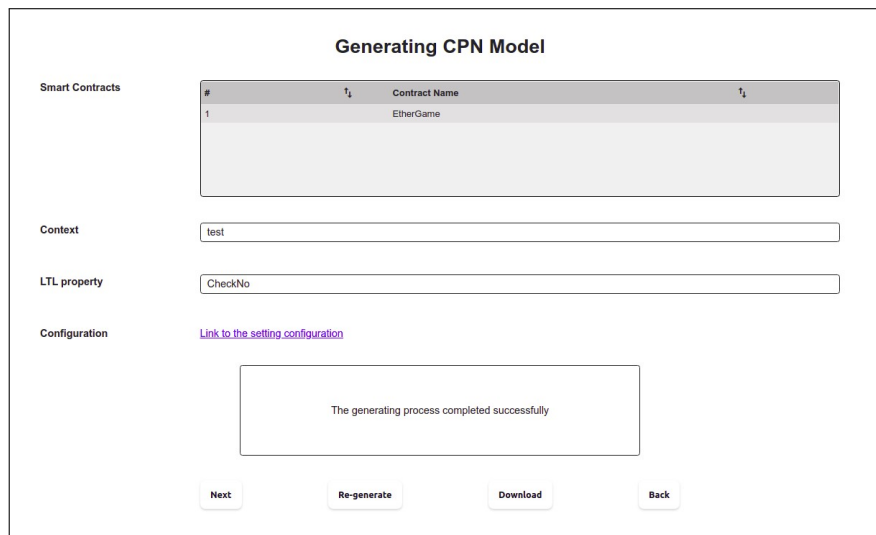 Generating CPN Model
Smart Contracts
# Contract Name
1 EtherGame
Context test
LTL property CheckNo
Configuration Link to the setting configuration
The generating process completed successfully
Next Re-generate Download Back